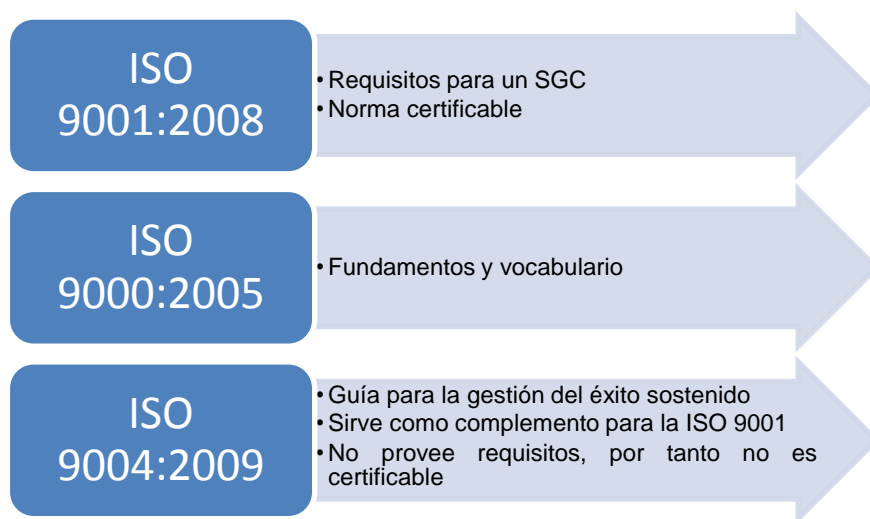 ISO
9001:2008
• Requisitos para un SGC
• Norma certificable
ISO
9000:2005
• Fundamentos y vocabulario
ISO
9004:2009
• Guía para la gestión del éxito sostenido
• Sirve como complemento para la ISO 9001
• No provee requisitos, por tanto no es
certificable